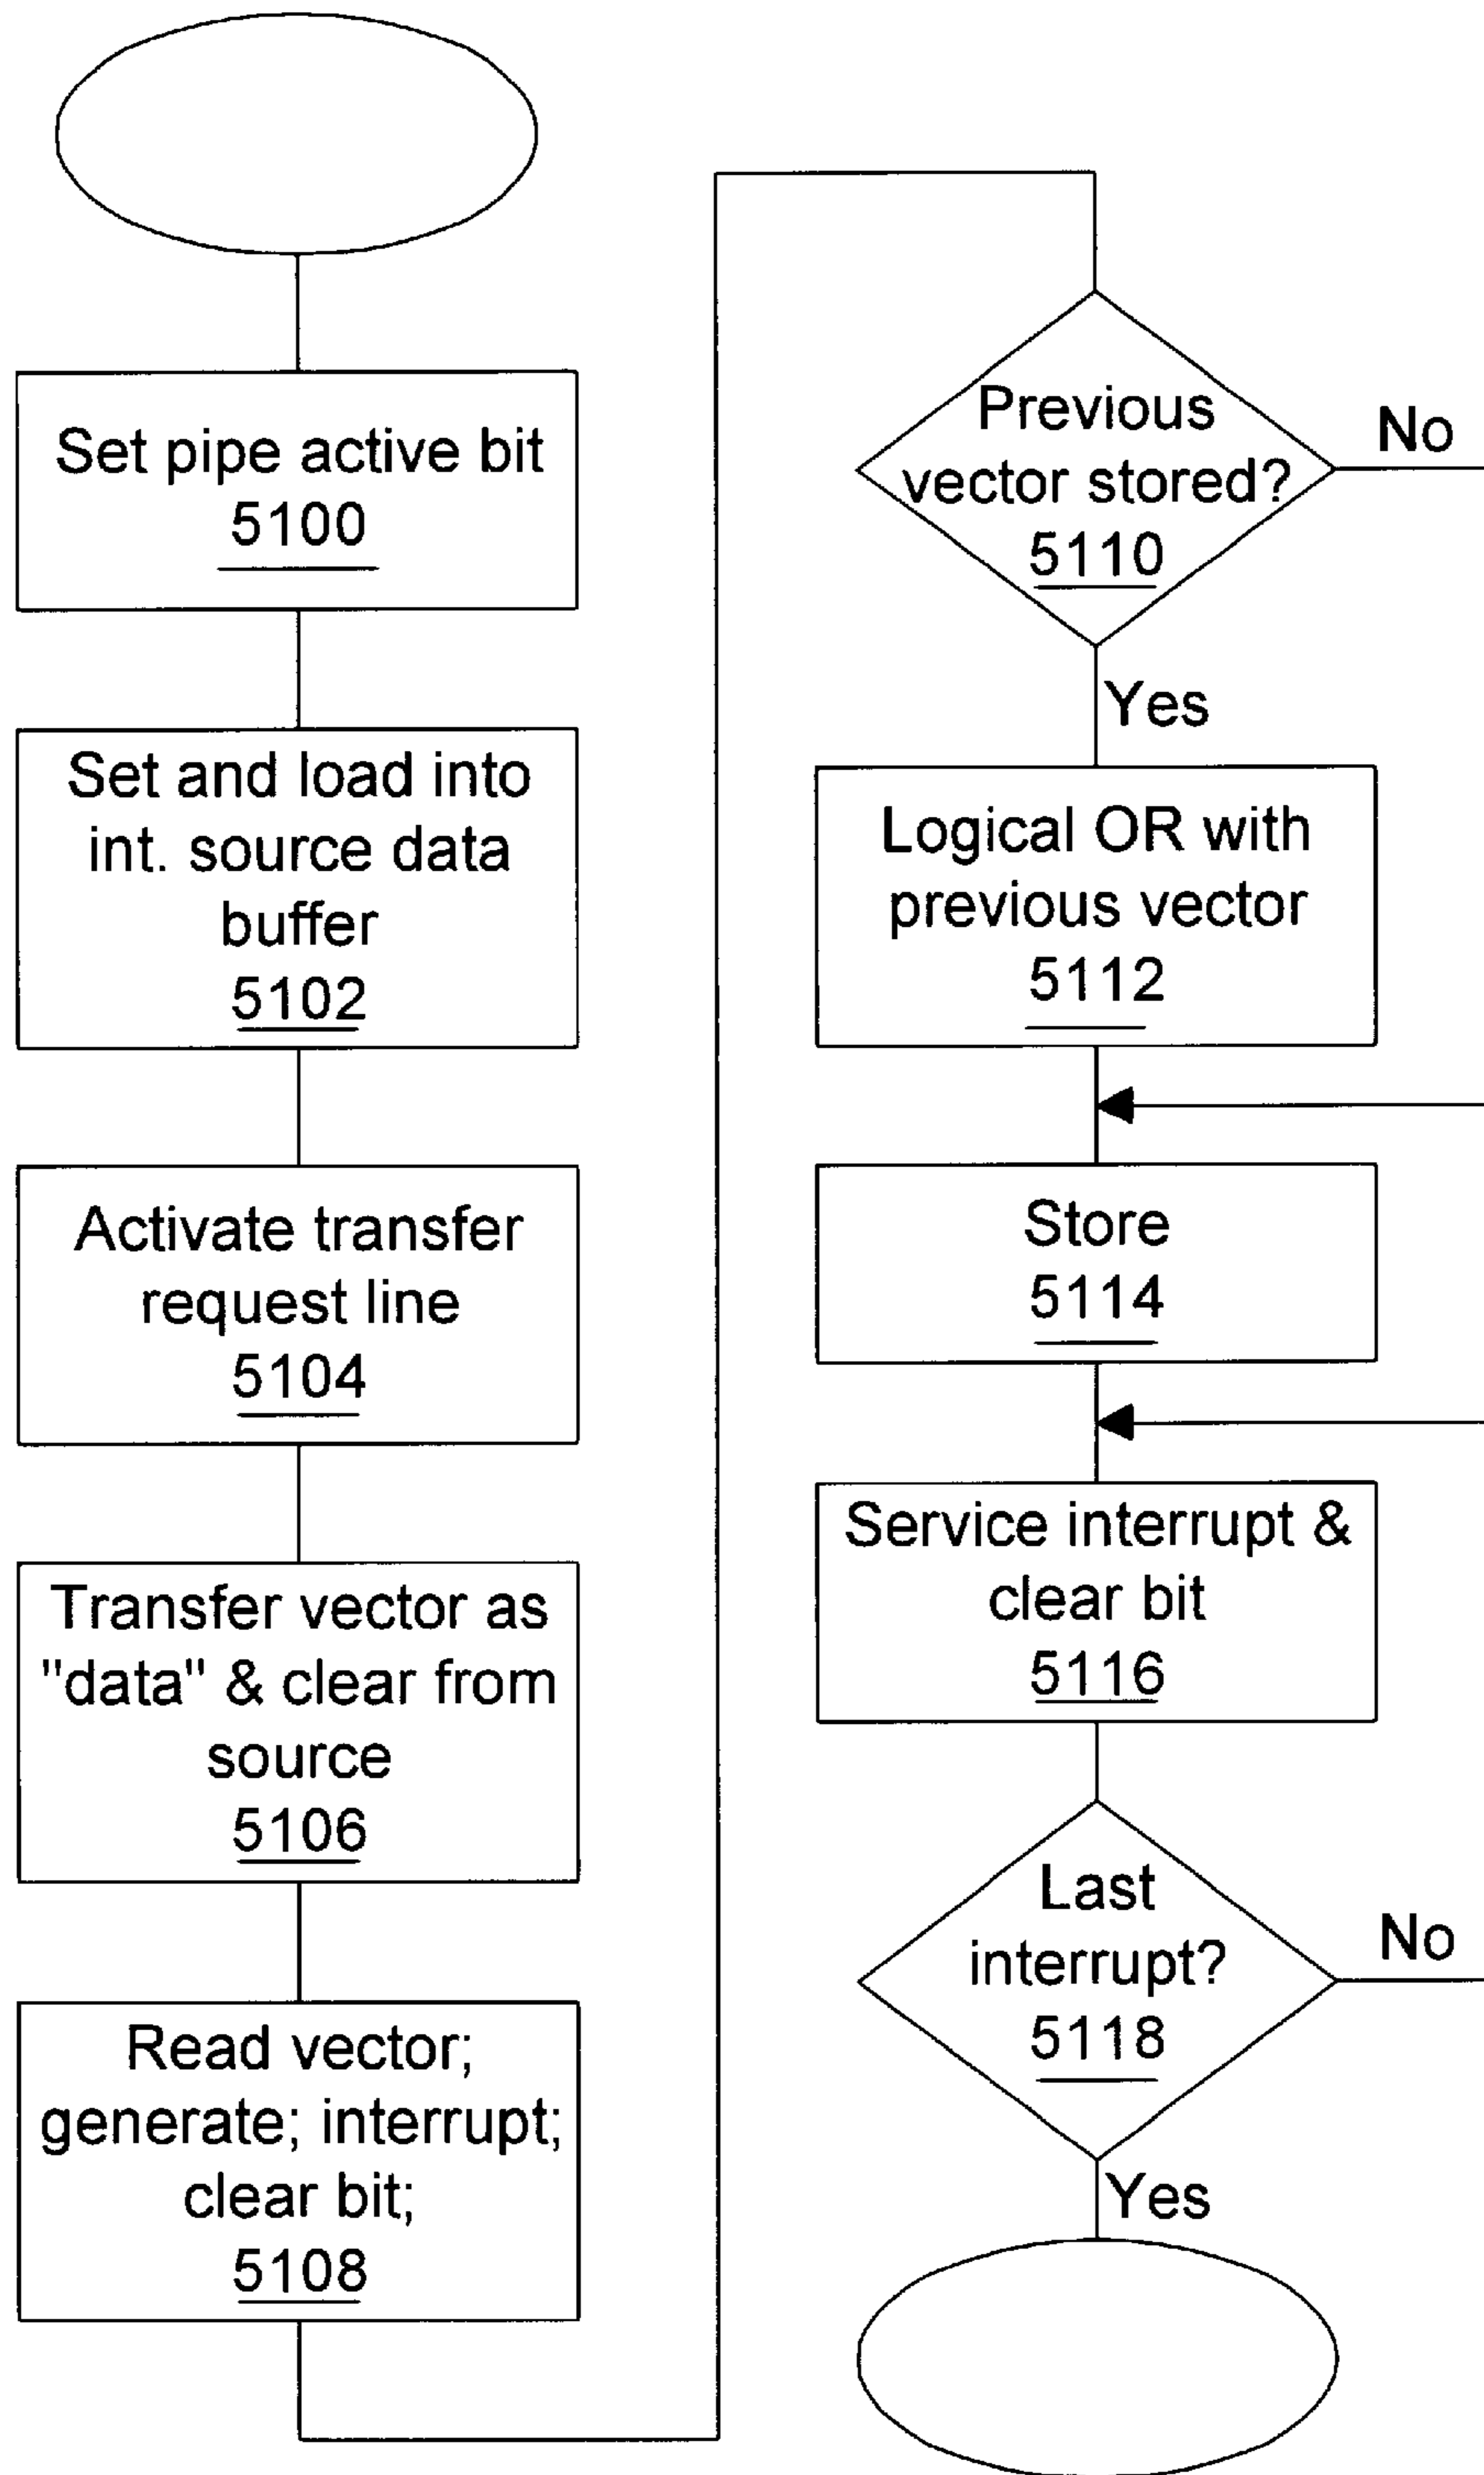 Set pipe active bit
5100
Set and load into
int. source data
buffer
5102
Activate transfer
request line
5104
Transfer vector as
"data" & clear from
source
5106
Read vector;
generate; interrupt;
clear bit;
5108
Previous
vector stored?
5110
No
Yes
Logical OR with
previous vector
5112
Store
5114
Service interrupt &
clear bit
5116
Last
interrupt?
5118
No
Yes